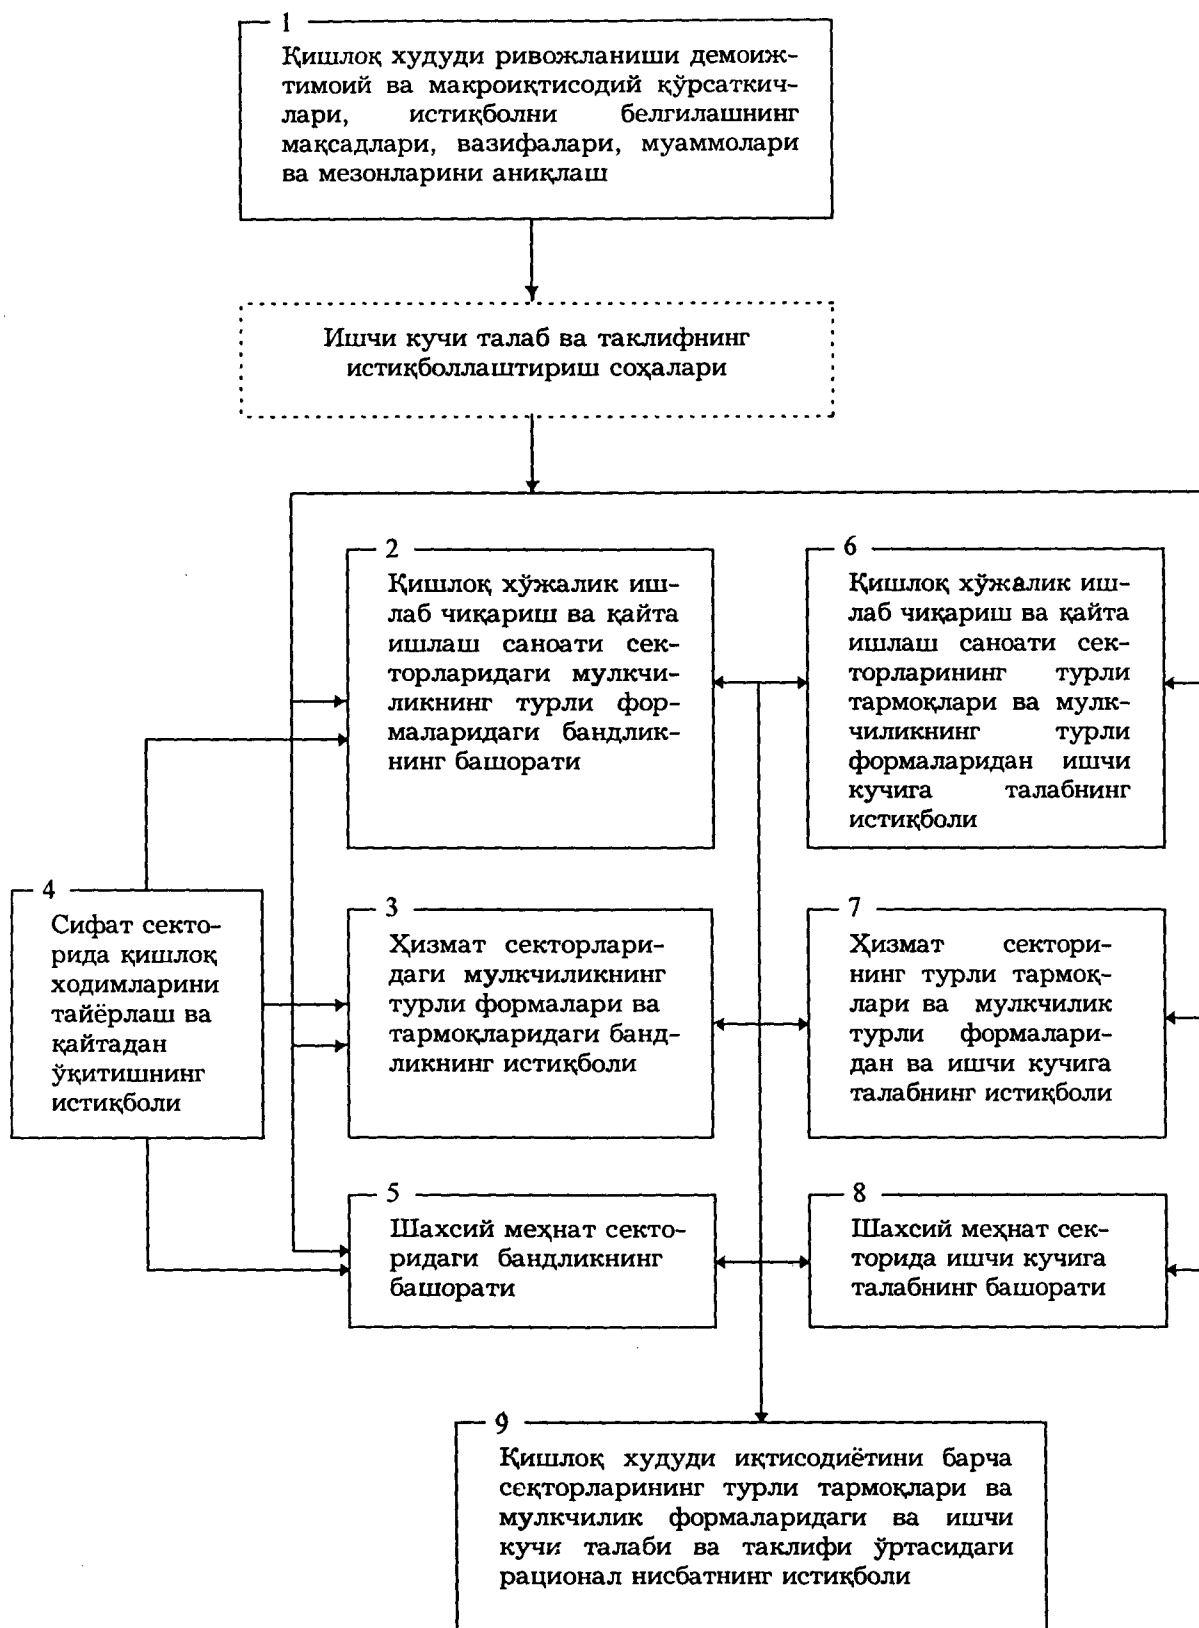 1
Қишлоқ худуди ривожланиши демоиж-
тимоий ва макроиқтисодий қўрсаткич-
лари, истиқболни белгилашнинг
мақсадлари, вазифалари, муаммолари
ва мезонларини аниқлаш
Ишчи кучи талаб ва таклифнинг
истиқболлаштириш соҳалари
2
Қишлоқ хўжалик иш-
лаб чиқариш ва қайта
ишлаш саноати сек-
торларидаги мулкчи-
ликнинг турли фор-
маларидаги бандлик-
нинг башорати
6
Қишлоқ хўжалик иш-
лаб чиқариш ва қайта
ишлаш саноати сек-
торларининг турли
тармоқлари ва мулк-
чиликнинг турли
формаларидан ишчи
кучига талабнинг
истиқболи
4
Сифат секто-
рида қишлоқ
ходимларини
тайёрлаш ва
қайтадан
ўқитишнинг
истиқболи
3
Ҳизмат секторлари-
даги мулкчиликнинг
турли формалари ва
тармоқларидаги банд-
ликнинг истиқболи
7
Ҳизмат сектори-
нинг турли тармоқ-
лари ва мулкчилик
турли формалари-
дан ва ишчи кучига
талабнинг истиқболи
5
Шахсий меҳнат секто-
ридаги бандликнинг
башорати
8
Шахсий меҳнат сек-
торида ишчи кучига
талабнинг башорати
9
Қишлоқ худуди иқтисодиётини барча
сеқторларининг турли тармоқлари ва
мулкчилик формаларидаги ва ишчи
кучи талаби ва таклифи ўртасидаги
рационал нисбатнинг истиқболи